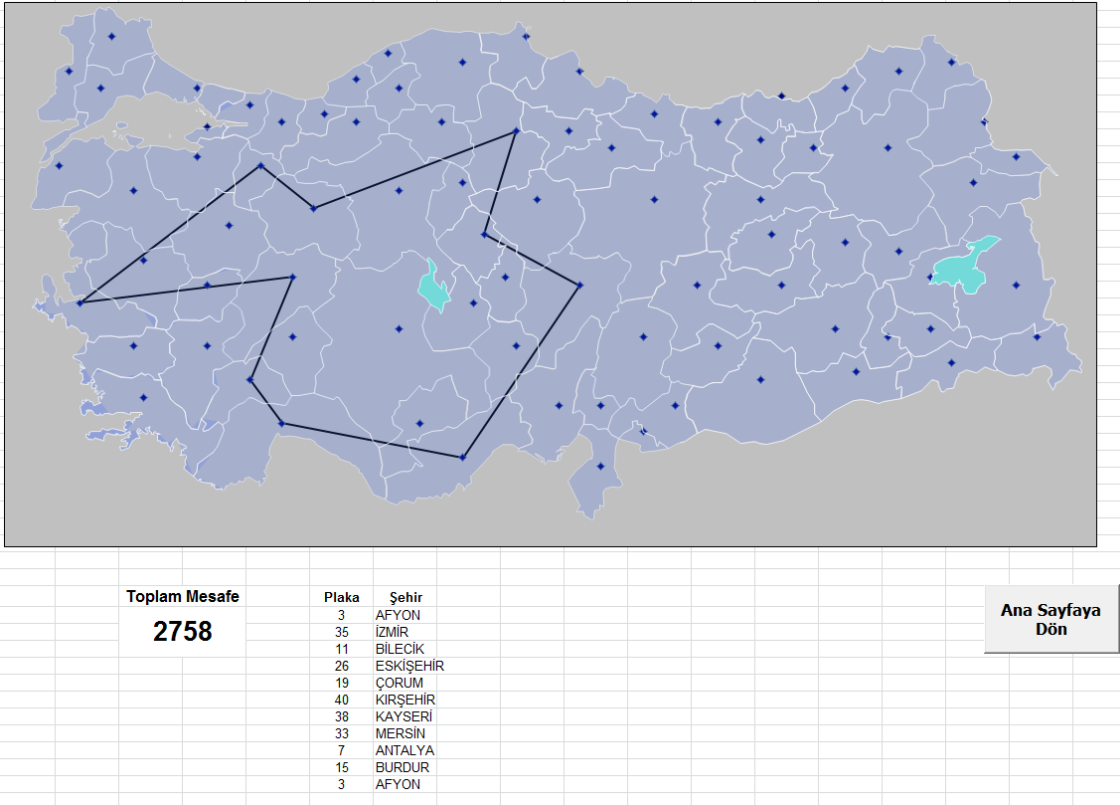 Toplam Mesafe
2758
Plaka Şehir
3 AFYON
35 İZMİR
11 BİLECİK
26 ESKİŞEHİR
19 ÇORUM
40 KIRŞEHİR
38 KAYSERİ
33 MERSİN
7 ANTALYA
15 BURDUR
3 AFYON
Ana Sayfaya
Dön